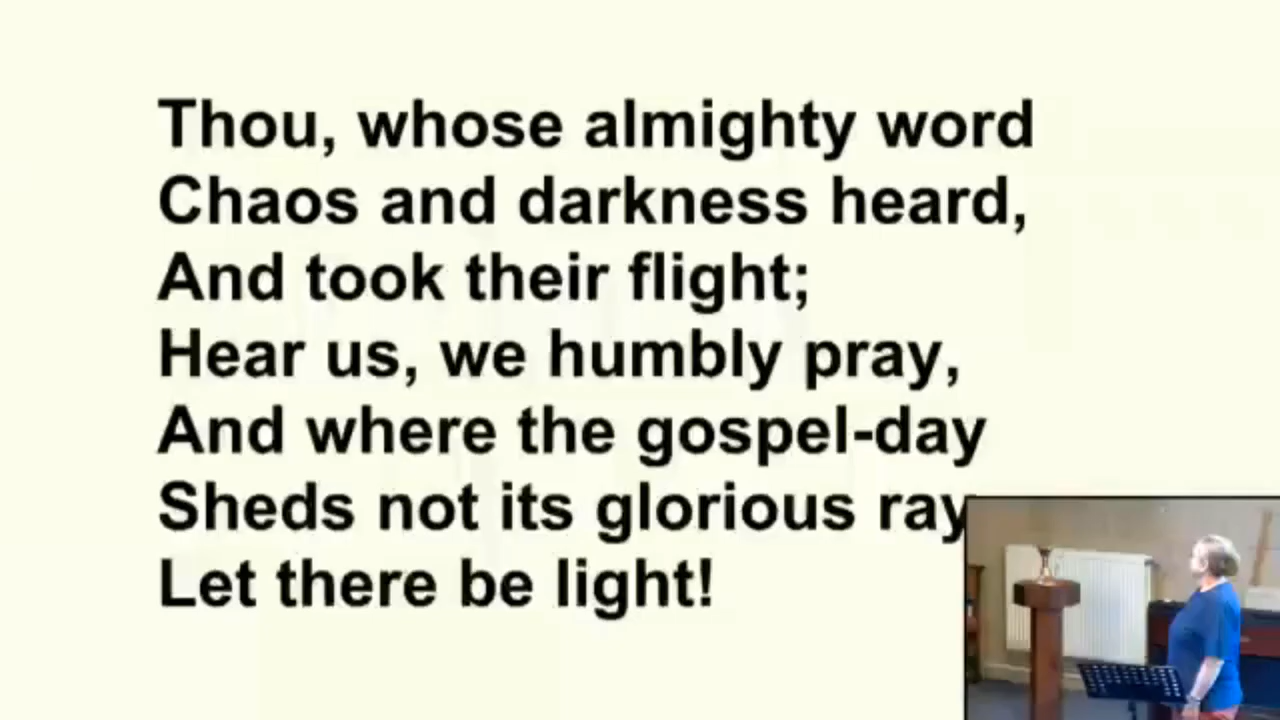 Thou, whose almighty word
Chaos and darkness heard,
And took their flight;
Hear us, we humbly pray,
And where the gospel-day
Sheds not its glorious ray
Let there be light!